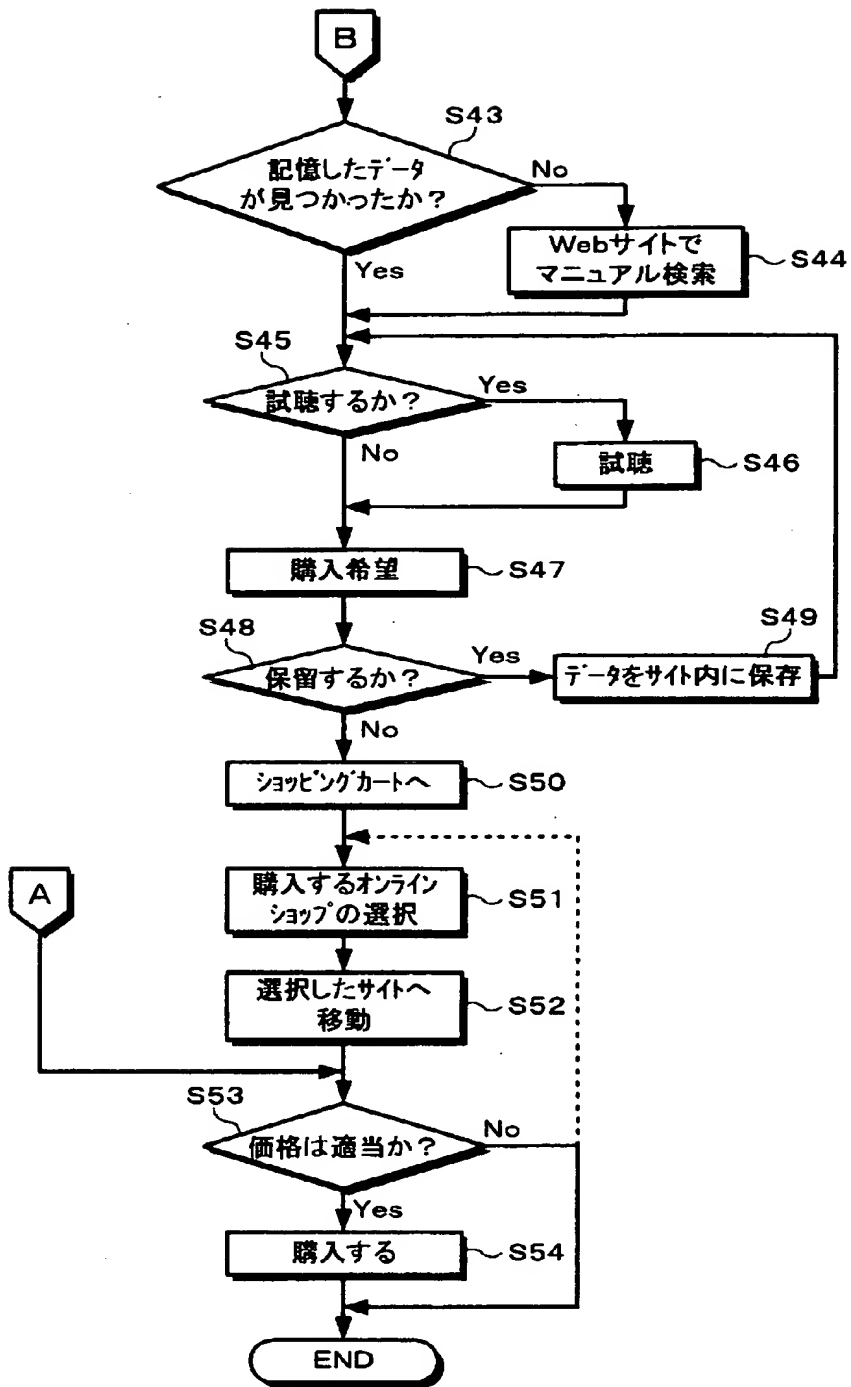 B
S43
記憶したデータ
が見つかったか?
No
Webサイトで
マニュアル検索
S44
Yes
S45
試聴するか?
Yes
No
試聴
S46
購入希望
S47
S48
保留するか?
Yes
S49
データをサイト内に保存
No
ショッピングカートへ
S50
A
購入するオンライン
ショップの選択
S51
選択したサイトへ
移動
S52
S53
価格は適当か?
No
Yes
購入する
S54
END